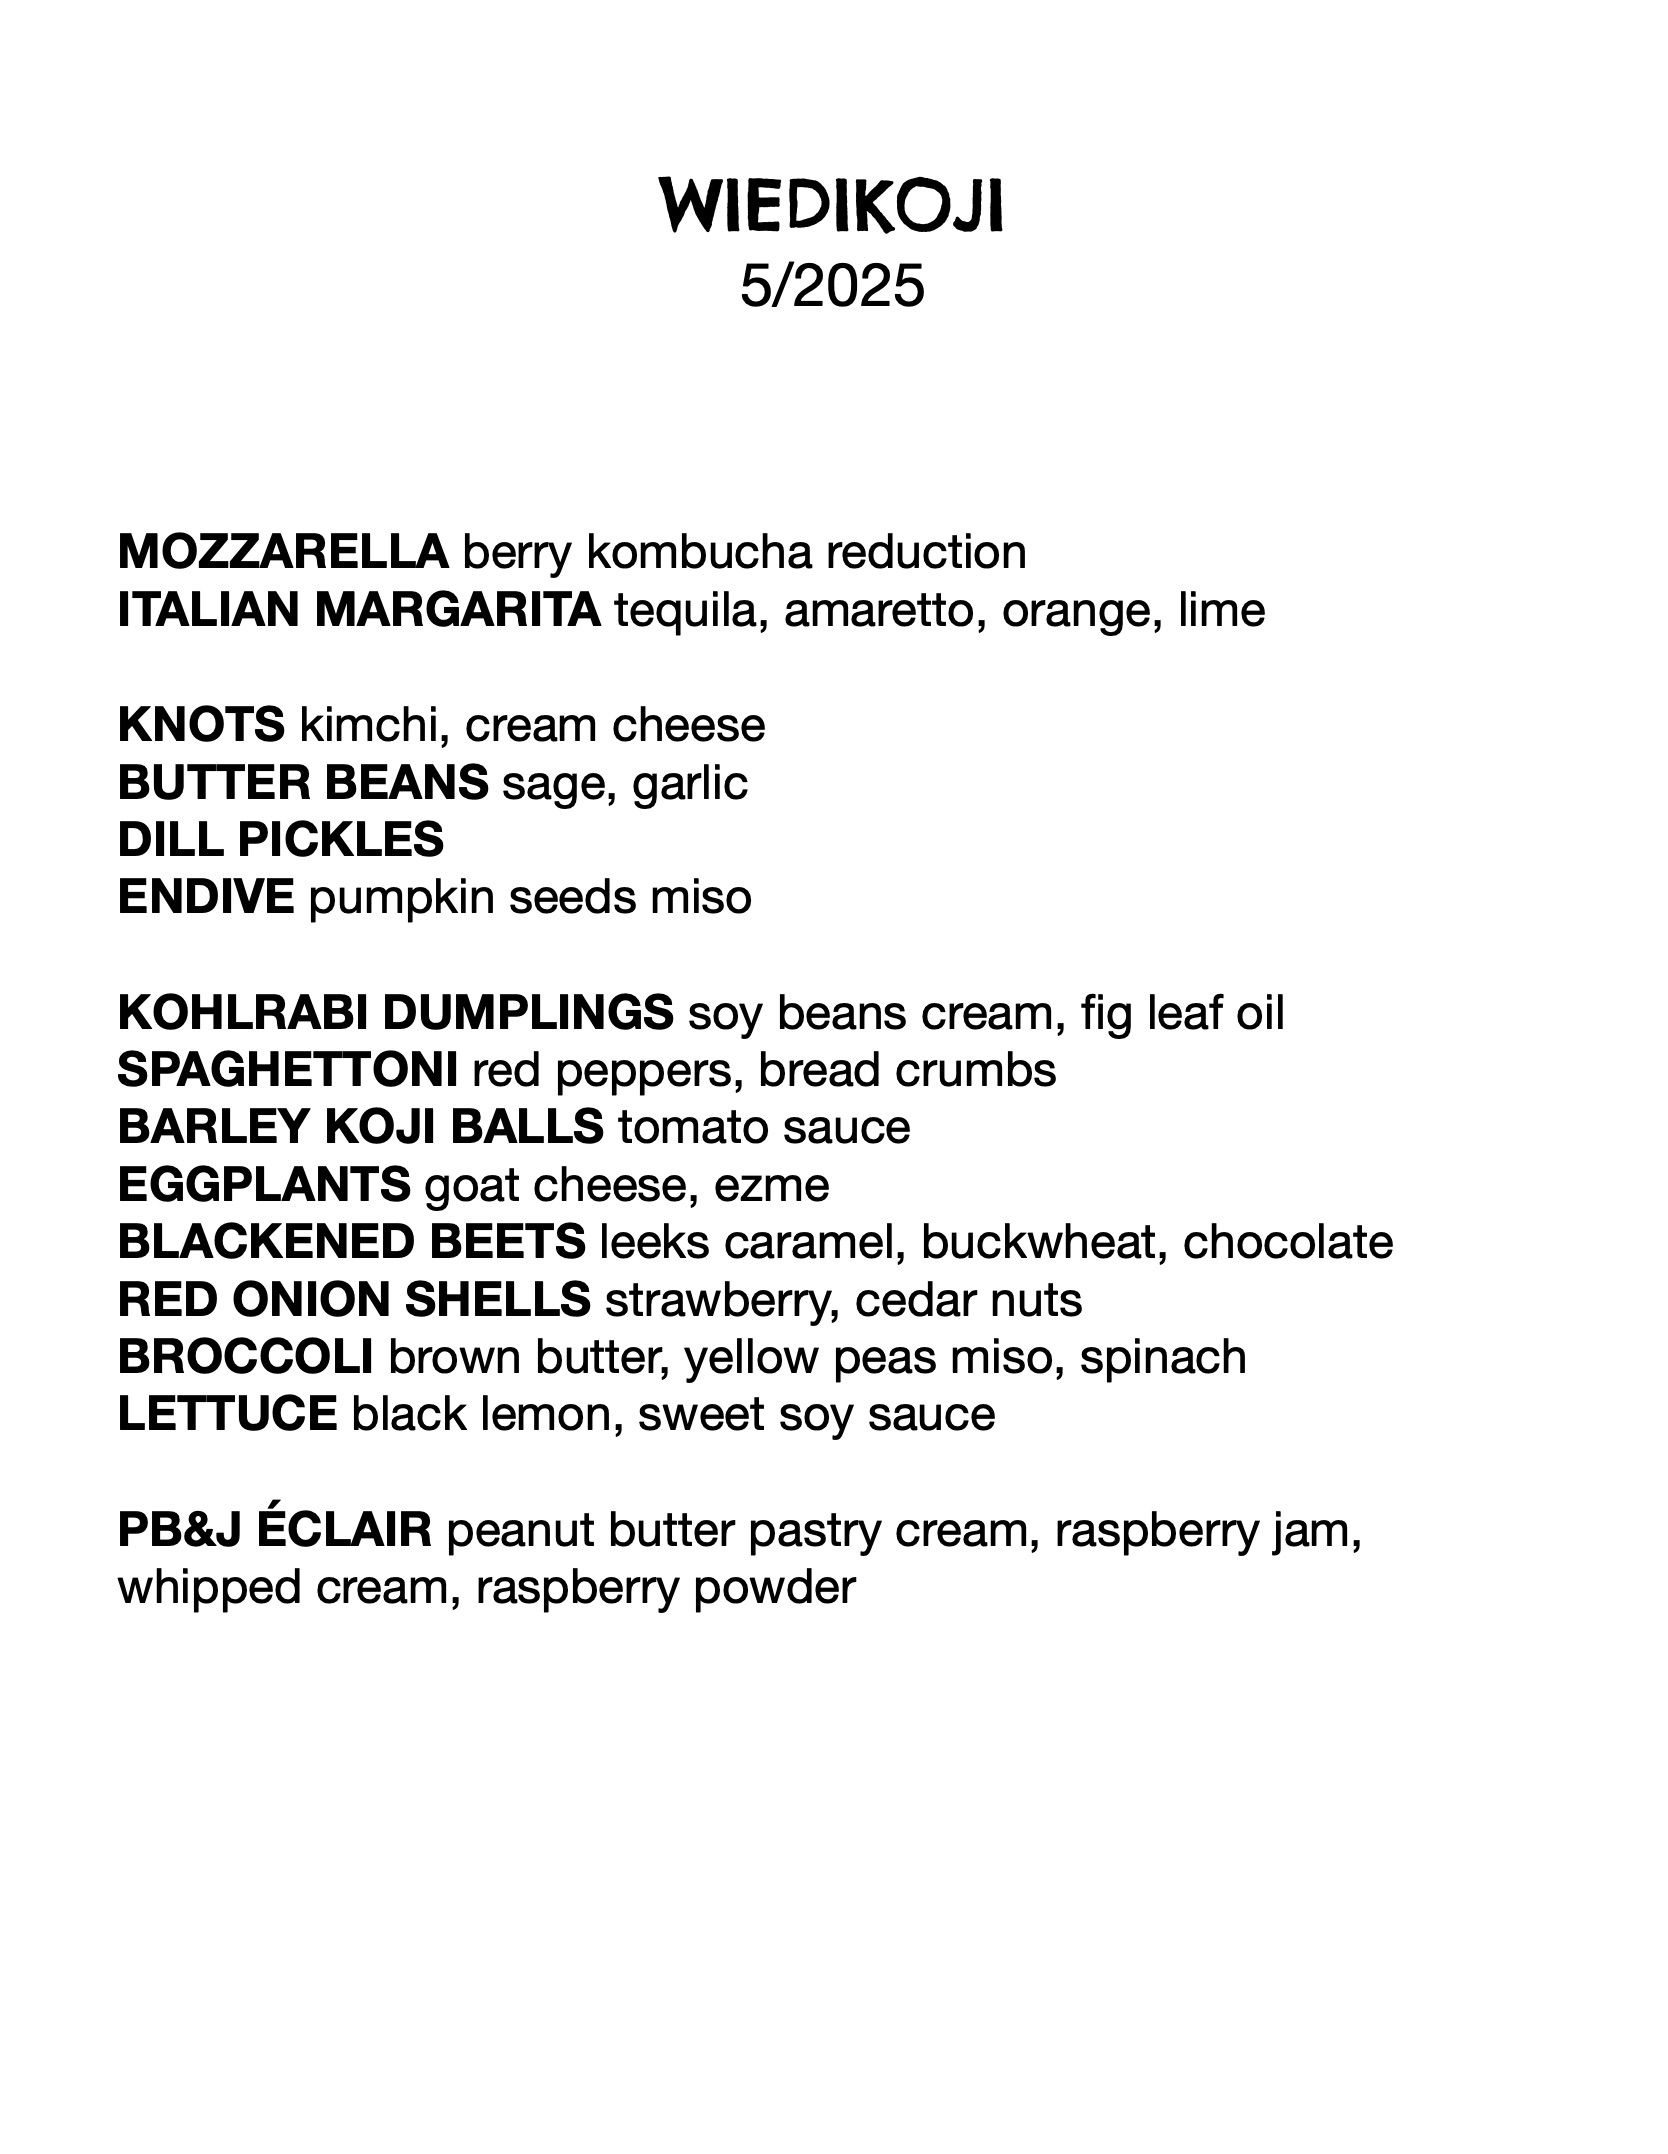 WIEDIKOJI
5/2025
MOZZARELLA berry kombucha reduction
ITALIAN MARGARITA tequila, amaretto, orange, lime
KNOTS kimchi, cream cheese
BUTTER BEANS sage, garlic
DILL PICKLES
ENDIVE pumpkin seeds miso
KOHLRABI DUMPLINGS soy beans cream, fig leaf oil
SPAGHETTONI red peppers, bread crumbs
BARLEY KOJI BALLS tomato sauce
EGGPLANTS goat cheese, ezme
BLACKENED BEETS leeks caramel, buckwheat, chocolate
RED ONION SHELLS strawberry, cedar nuts
BROCCOLI brown butter, yellow peas miso, spinach
LETTUCE black lemon, sweet soy sauce
PB&J ÉCLAIR peanut butter pastry cream, raspberry jam,
whipped cream, raspberry powder